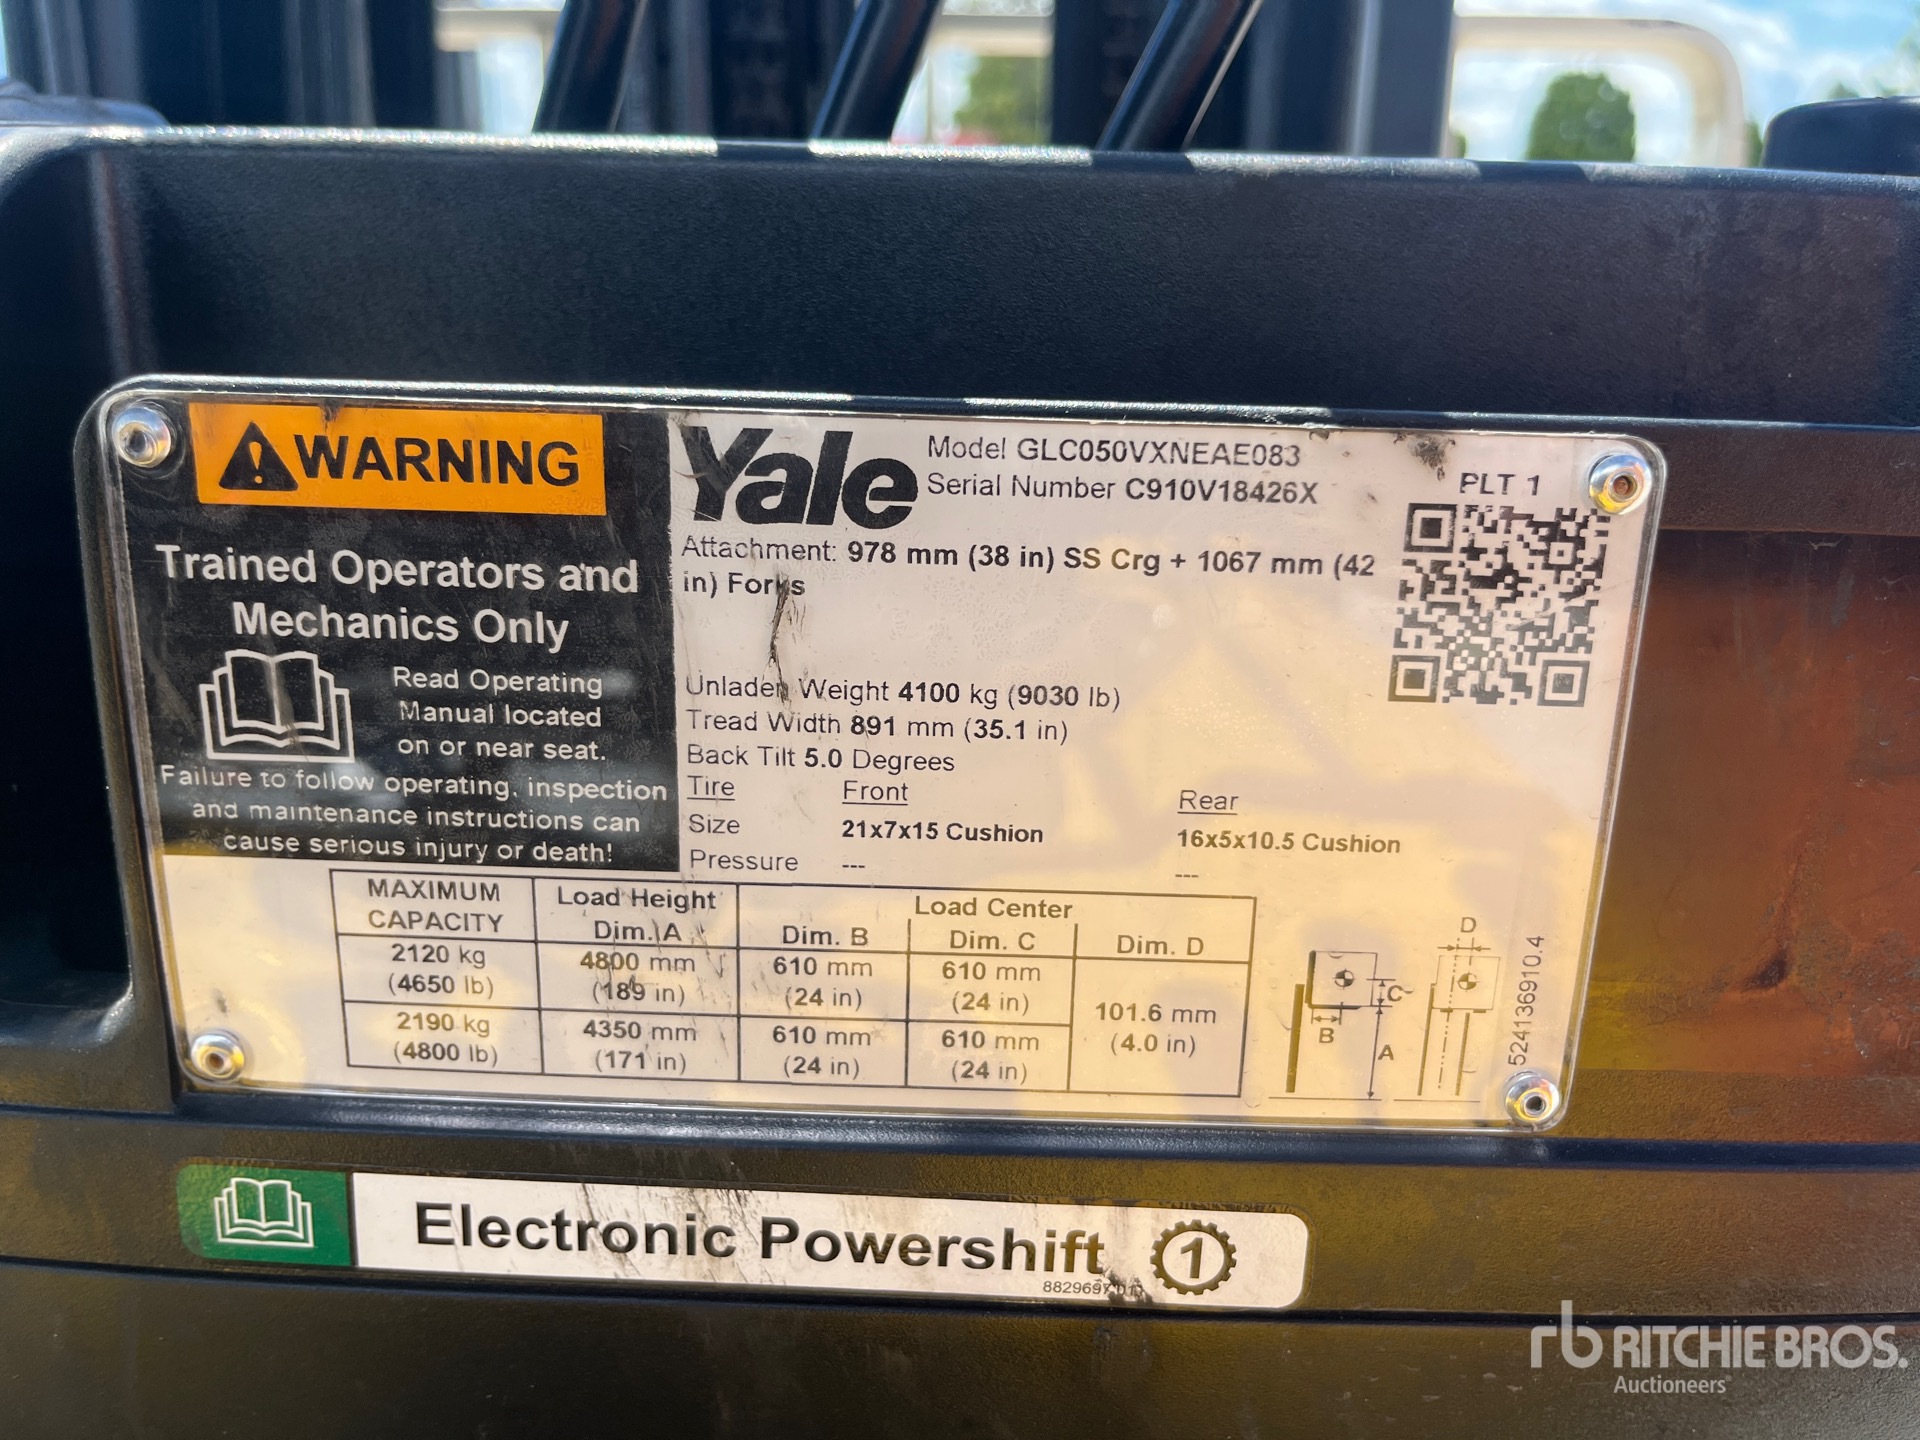 WARNING
Trained Operators and
Mechanics Only
Read Operating
Manual located
on or near seat.
Failure to follow operating, inspection
and maintenance instructions can
cause serious injury or death!
Yale
Model GLC050VXNEAE083
Serial Number C910V18426X
PLT 1
Attachment: 978 mm (38 in) SS Crg + 1067 mm (42
in) Forks
Unladen Weight 4100 kg (9030 lb)
Tread Width 891 mm (35.1 in)
Back Tilt 5.0 Degrees
Tire Front Rear
Size 21x7x15 Cushion 16x5x10.5 Cushion
Pressure --- ---
MAXIMUM CAPACITY Load Height Dim. A Load Center
Dim. B Dim. C Dim. D
2120 kg 4800 mm 610 mm 610 mm
(4650 lb) (189 in) (24 in) (24 in)
101.6 mm
(4.0 in)
2190 kg 4350 mm 610 mm 610 mm
(4800 lb) (171 in) (24 in) (24 in)
B C A D
524136910.4
Electronic Powershift 1
rb RITCHIE BROS.
Auctioneers